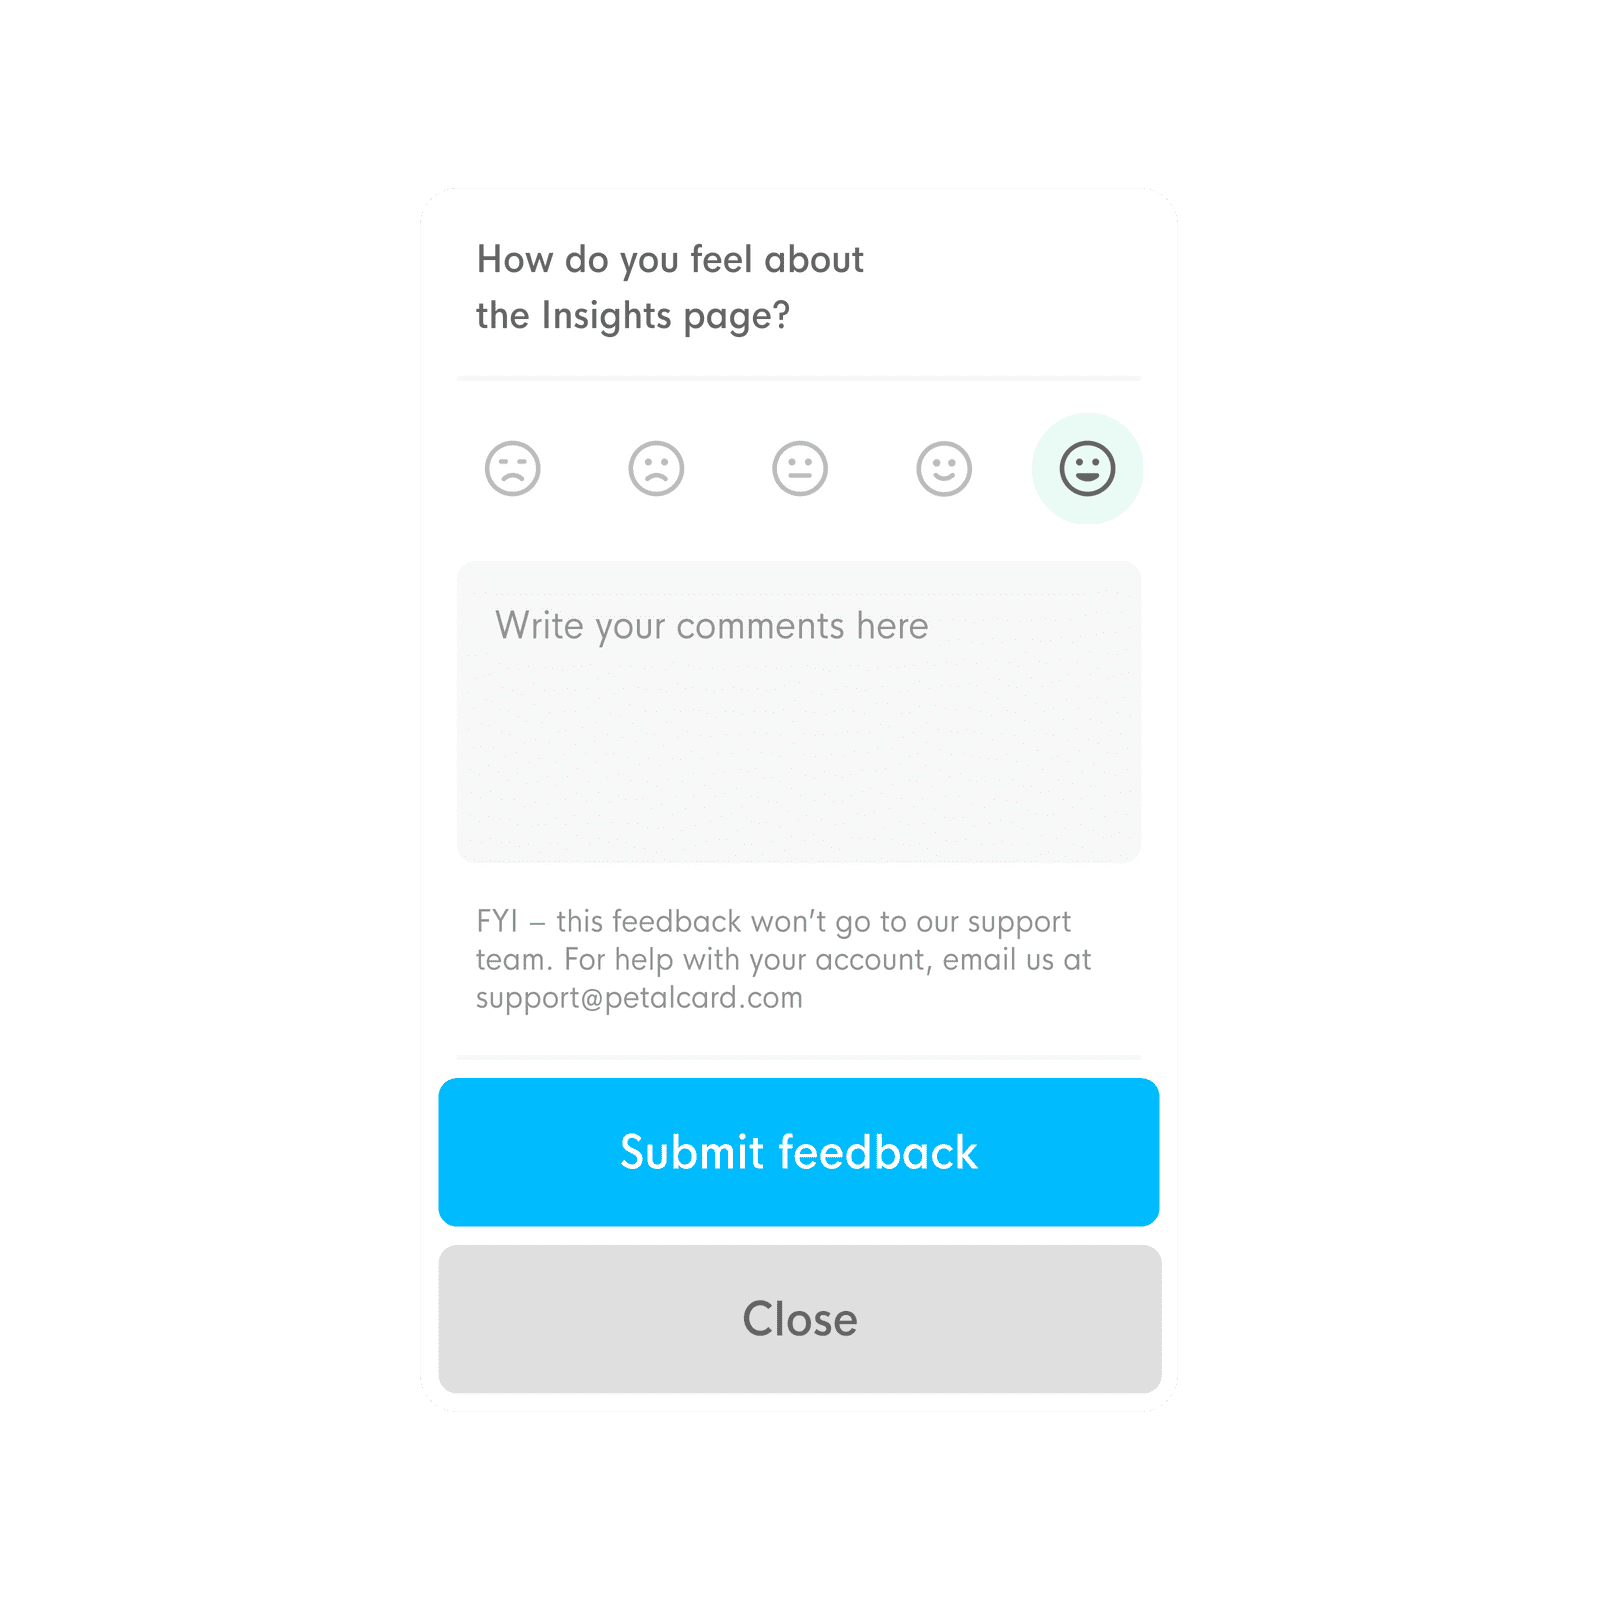 How do you feel about
the Insights page?
Write your comments here
FYI – this feedback won’t go to our support
team. For help with your account, email us at
support@petalcard.com
Submit feedback
Close